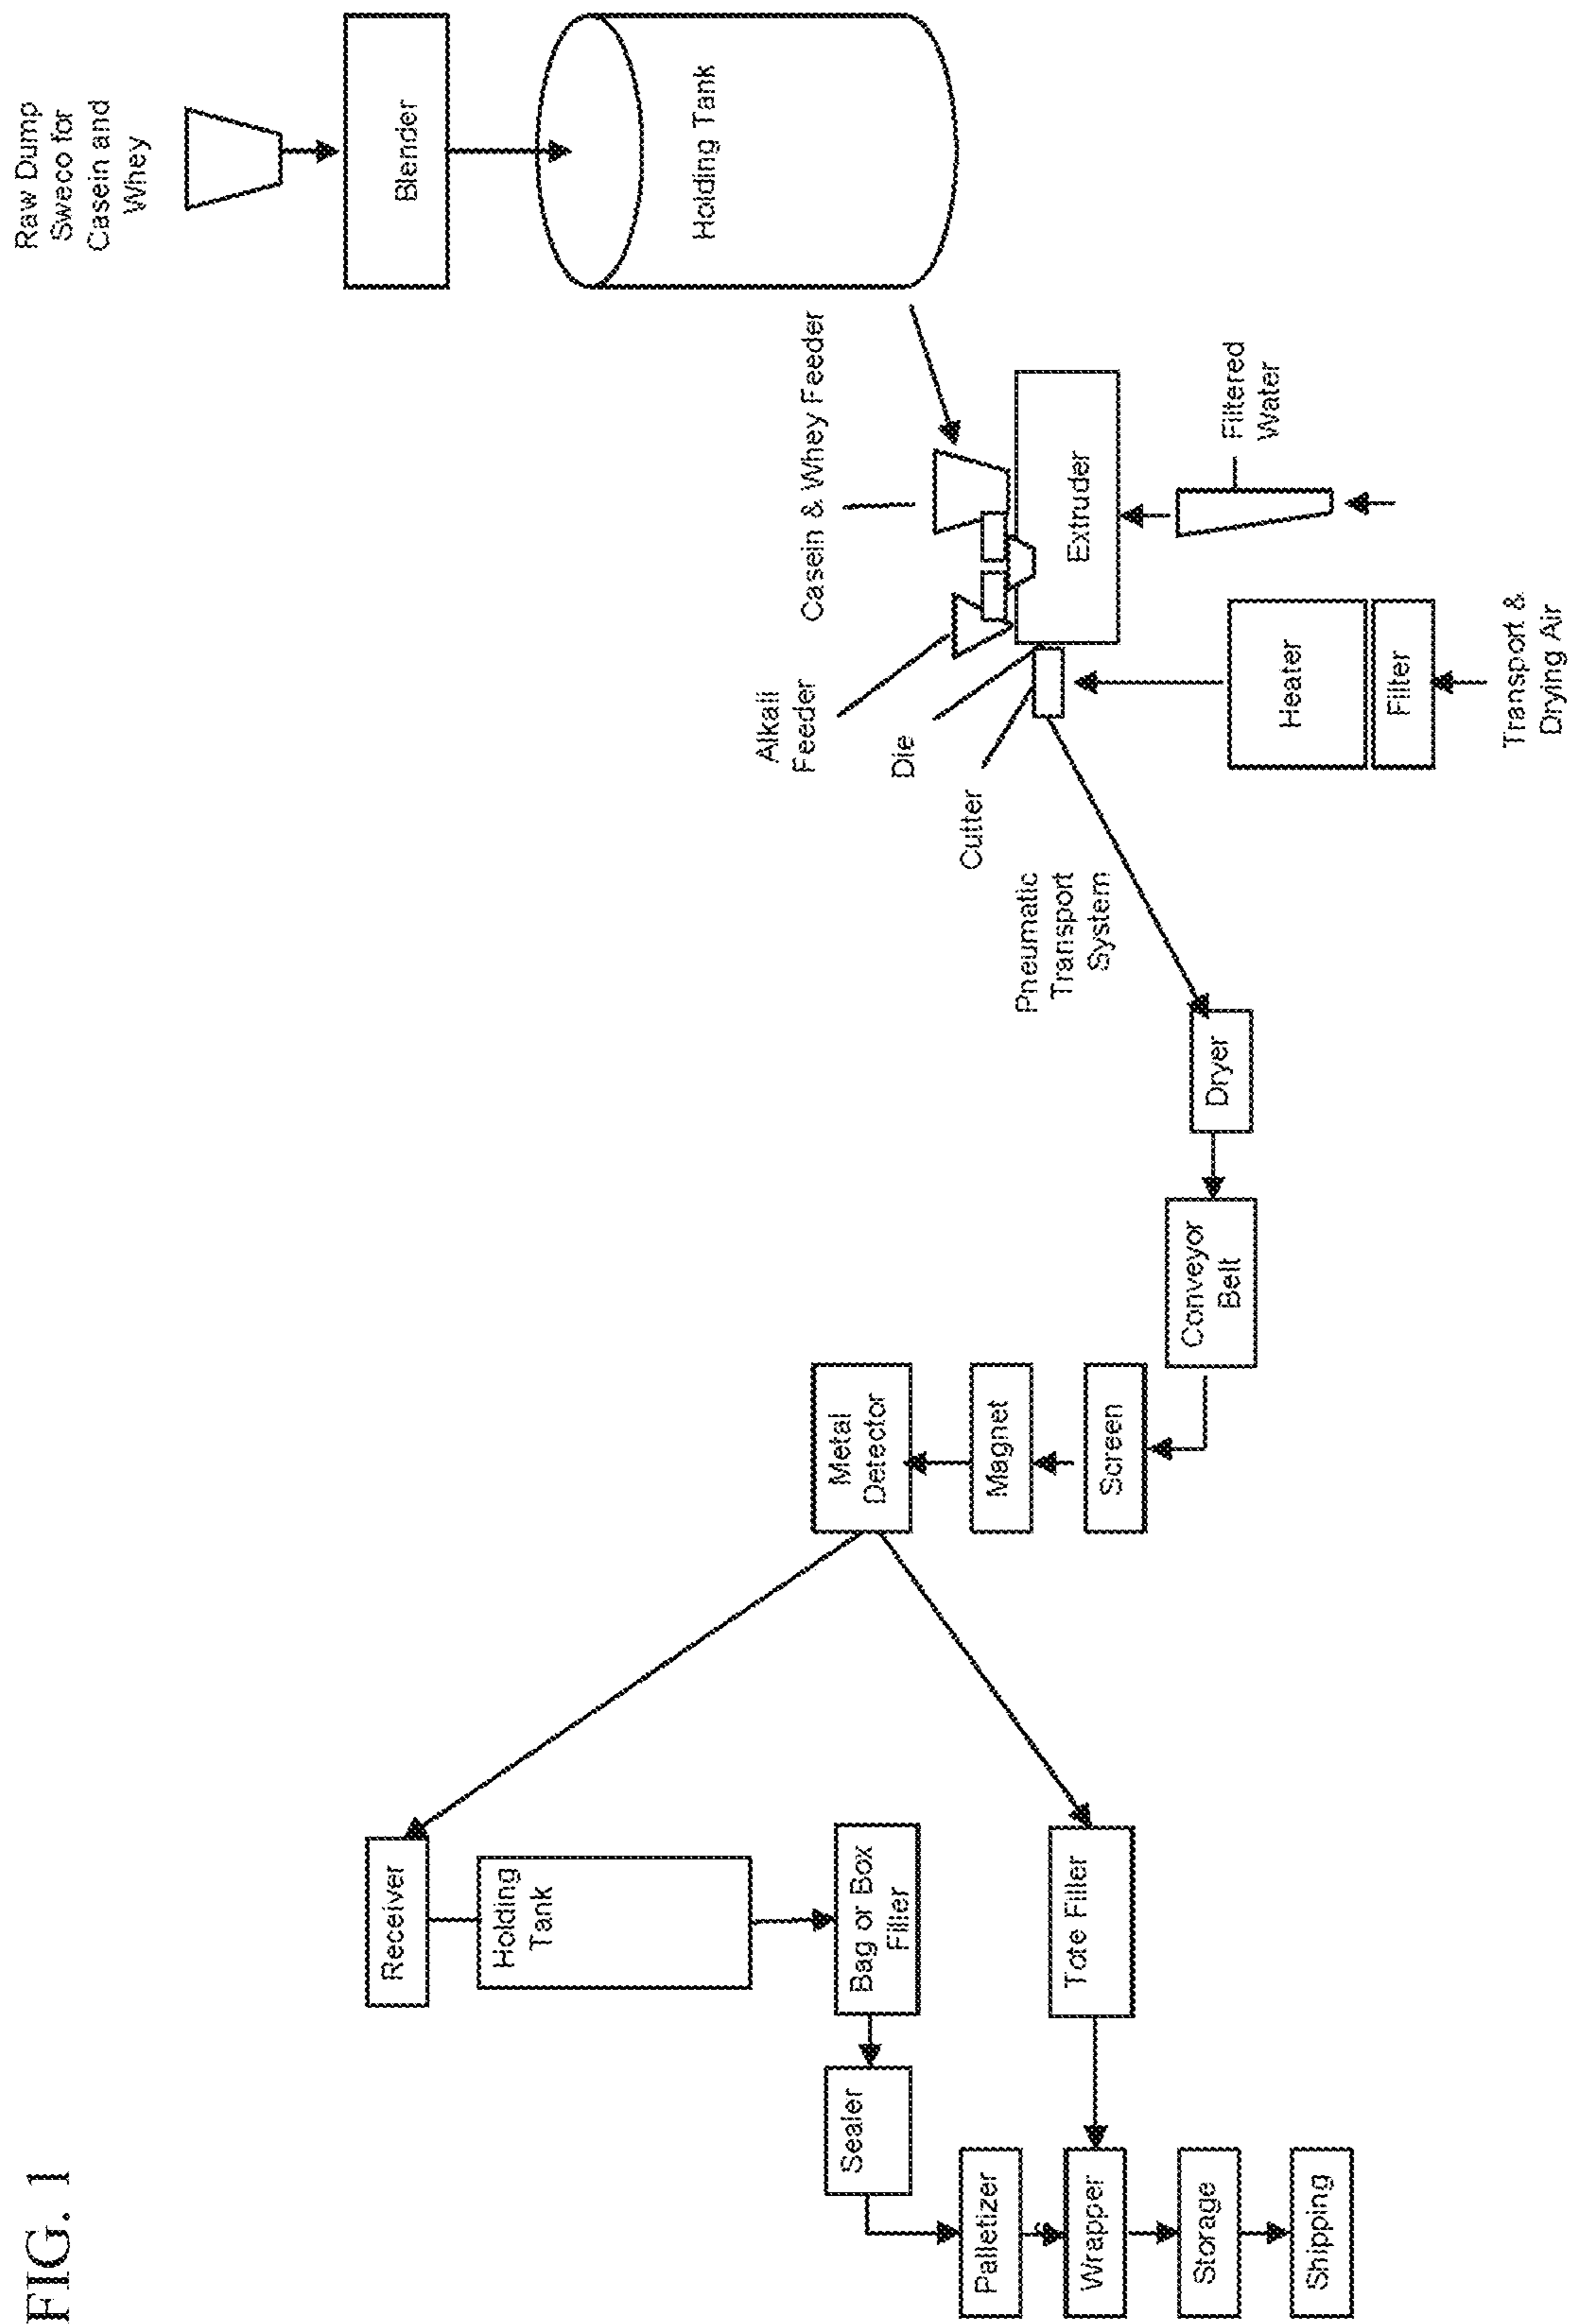 FIG. 1
Raw Dump
Sweco for
Casein and
Whey
Blender
Holding Tank
Casein & Whey Feeder
Alkali
Feeder
Die
Cutter
Extruder
Filtered
Water
Heater
Filter
Transport &
Drying Air
Pneumatic
Transport
System
Dryer
Conveyor
Belt
Screen
Magnet
Metal
Detector
Receiver
Holding
Tank
Bag or Box
Filler
Tote Filler
Sealer
Palletizer
Wrapper
Storage
Shipping